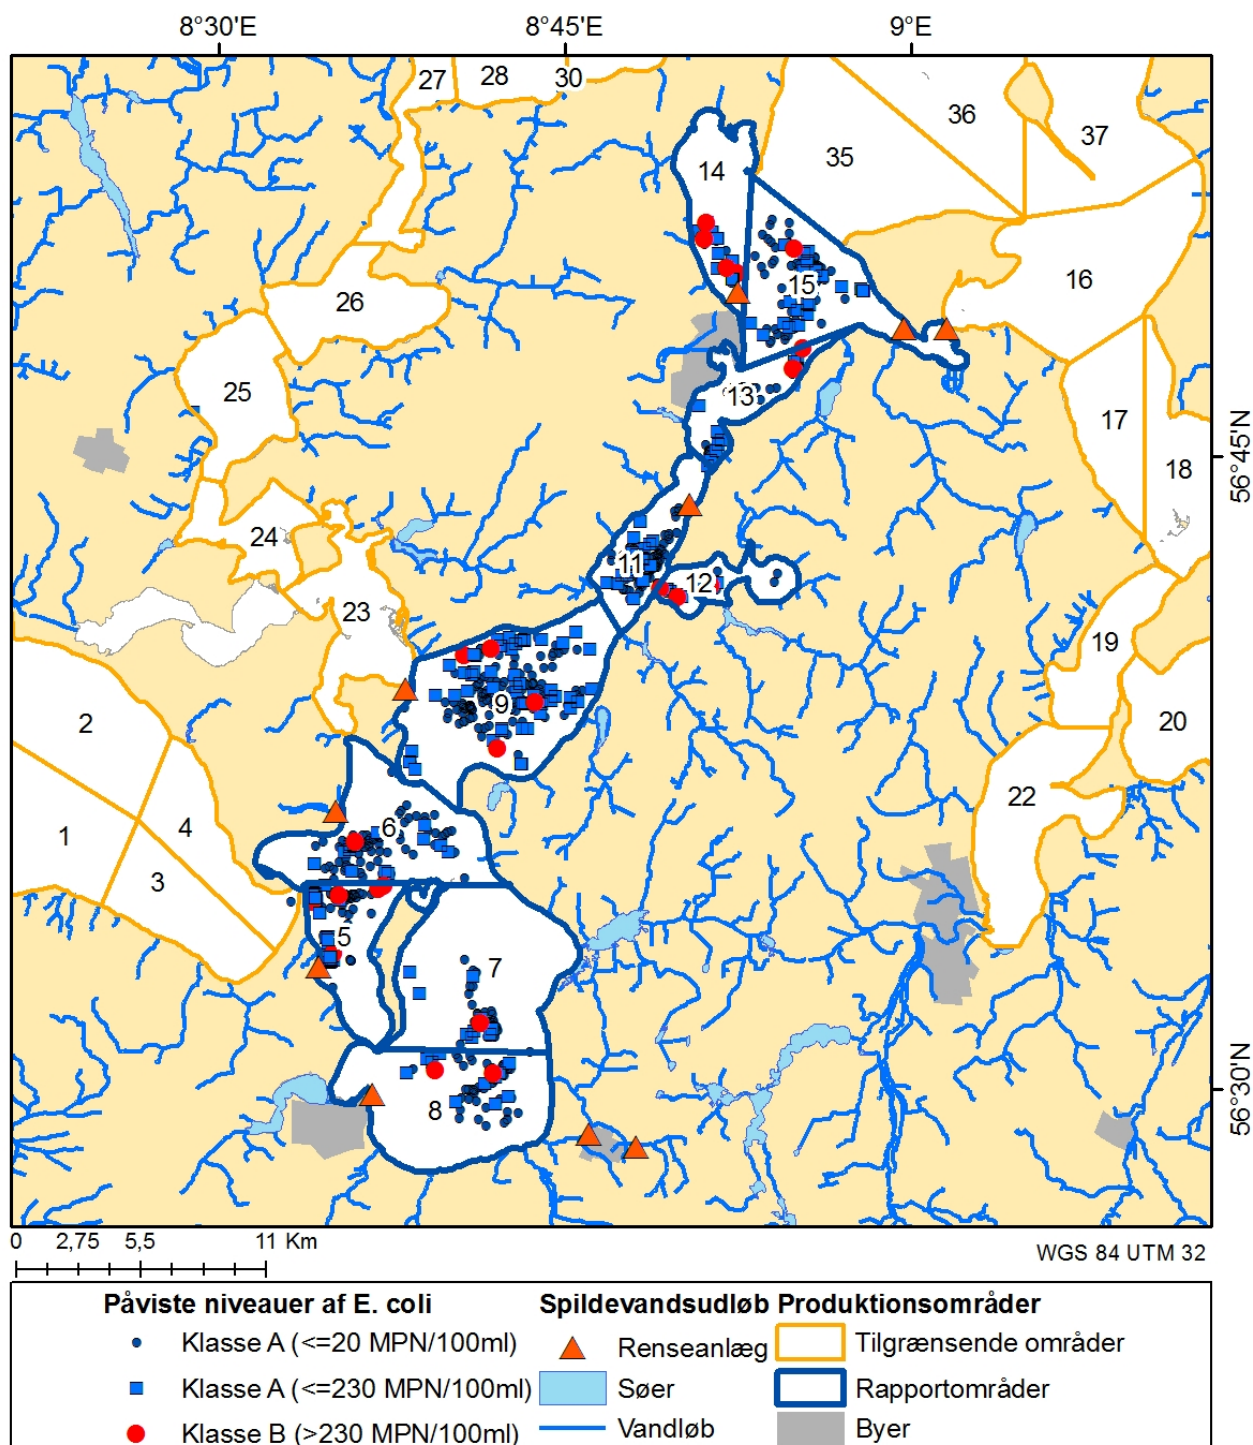 8°30'E 8°45'E 9°E
27 28 30
36
37
35
14
16
15
26
25
13
17
56°45'N
18
24
11
12
23
19
9
2
20
22
6
4
1
3
5
7
56°30'N
8
0 2,75 5,5 11 Km
WGS 84 UTM 32
Påviste niveauer af E. coli
Klasse A (<=20 MPN/100ml)
Klasse A (<=230 MPN/100ml)
Klasse B (>230 MPN/100ml)
Spildevandsudløb
Renseanlæg
Søer
Vandløb
Produktionsområder
Tilgrænsende områder
Rapportområder
Byer